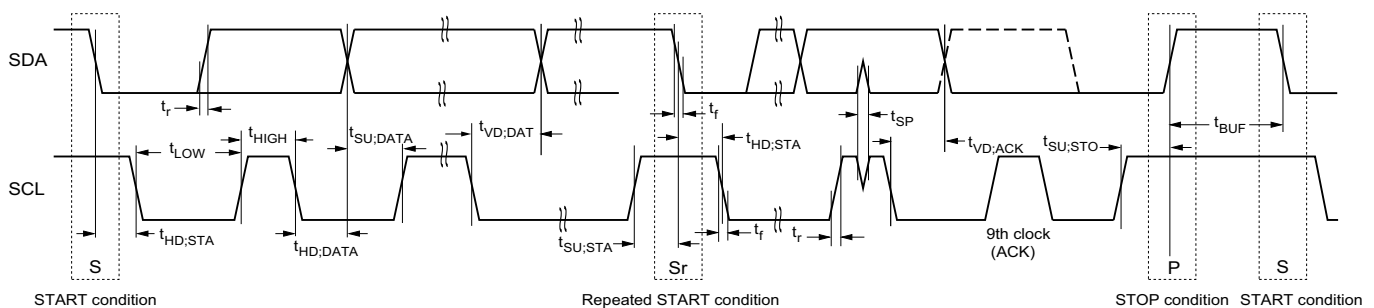 SDA
t_r
t_LOW
t_HIGH
t_SU;DATA
t_VD;DAT
t_f
t_HD;STA
t_SP
t_VD;ACK
t_SU;STO
t_BUF
SCL
t_HD;STA
t_HD;DATA
t_SU;STA
t_f
t_r
9th clock
(ACK)
S
Sr
P
S
START condition
Repeated START condition
STOP condition
START condition